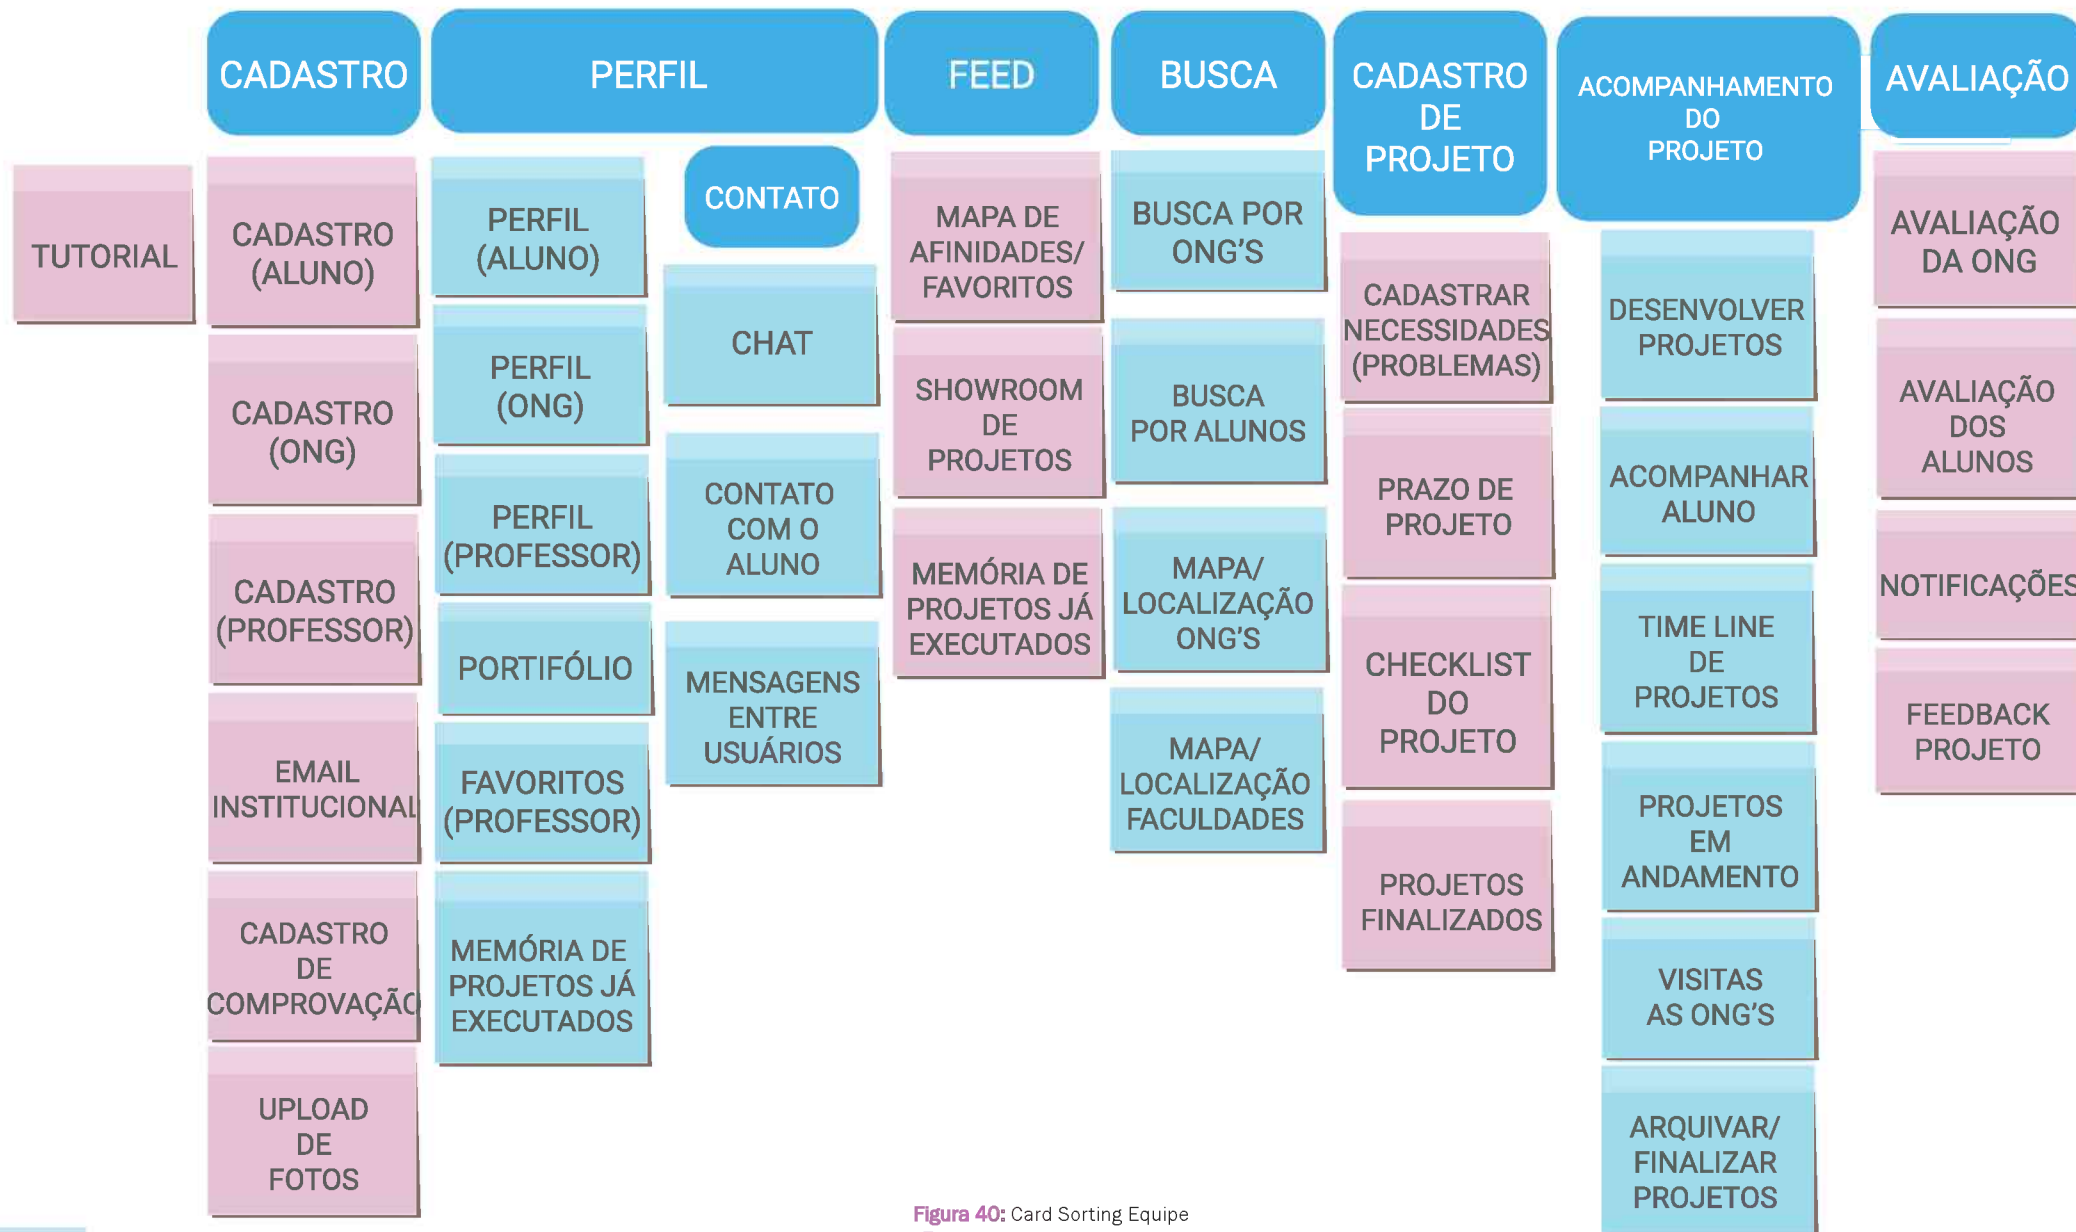 CADASTRO
PERFIL
FEED
BUSCA
CADASTRO
DE
PROJETO
ACOMPANHAMENTO
DO
PROJETO
AVALIAÇÃO
TUTORIAL
CADASTRO
(ALUNO)
CADASTRO
(ONG)
CADASTRO
(PROFESSOR)
EMAIL
INSTITUCIONAL
CADASTRO
DE
COMPROVAÇÃO
UPLOAD
DE
FOTOS
PERFIL
(ALUNO)
PERFIL
(ONG)
PERFIL
(PROFESSOR)
PORTIFÓLIO
FAVORITOS
(PROFESSOR)
MEMÓRIA DE
PROJETOS JÁ
EXECUTADOS
CONTATO
CHAT
CONTATO
COM O
ALUNO
MENSAGENS
ENTRE
USUÁRIOS
MAPA DE
AFINIDADES/
FAVORITOS
SHOWROOM
DE
PROJETOS
MEMÓRIA DE
PROJETOS JÁ
EXECUTADOS
BUSCA POR
ONG'S
BUSCA
POR ALUNOS
MAPA/
LOCALIZAÇÃO
ONG'S
MAPA/
LOCALIZAÇÃO
FACULDADES
CADASTRAR
NECESSIDADES
(PROBLEMAS)
PRAZO DE
PROJETO
CHECKLIST
DO
PROJETO
PROJETOS
FINALIZADOS
DESENVOLVER
PROJETOS
ACOMPANHAR
ALUNO
TIME LINE
DE
PROJETOS
PROJETOS
EM
ANDAMENTO
VISITAS
AS ONG'S
ARQUIVAR/
FINALIZAR
PROJETOS
AVALIAÇÃO
DA ONG
AVALIAÇÃO
DOS
ALUNOS
NOTIFICAÇÕES
FEEDBACK
PROJETO
Figura 40: Card Sorting Equipe